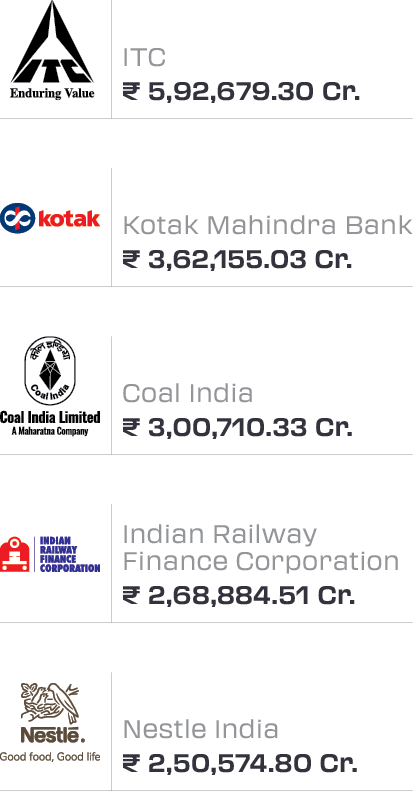 ITC
Enduring Value
ITC
₹ 5,92,679.30 Cr.
kotak
Kotak Mahindra Bank
₹ 3,62,155.03 Cr.
कोल इण्डिया
Coal India
Coal India Limited
A Maharatna Company
Coal India
₹ 3,00,710.33 Cr.
INDIAN
RAILWAY
FINANCE
CORPORATION
Indian Railway
Finance Corporation
₹ 2,68,884.51 Cr.
Nestlé.
Good food, Good life
Nestle India
₹ 2,50,574.80 Cr.